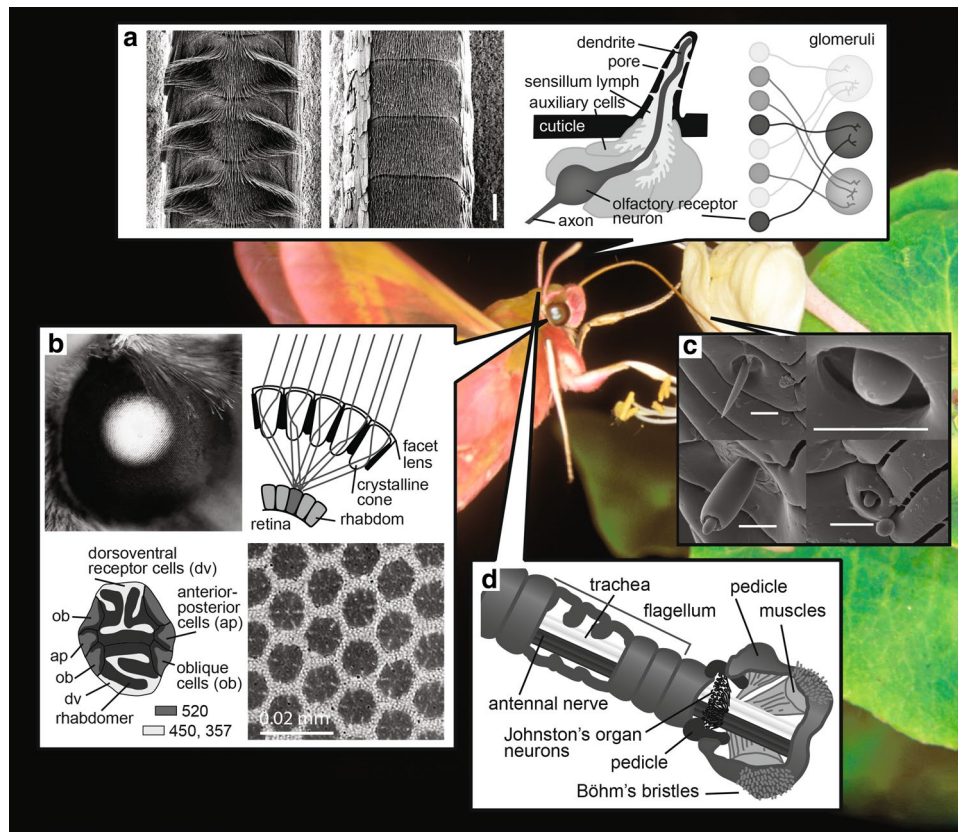 a
dendrite
pore
sensillum lymph
auxiliary cells
cuticle
olfactory receptor
neuron
axon
glomeruli
b
facet
lens
crystalline
cone
rhabdom
retina
dorsoventral
receptor cells (dv)
anterior-
posterior
cells (ap)
ob
ap
ob
dv
oblique
cells (ob)
rhabdomer
520
450, 357
0.02 mm
c
d
trachea
flagellum
pedicle
muscles
antennal nerve
Johnston's organ
neurons
pedicle
Böhm's bristles